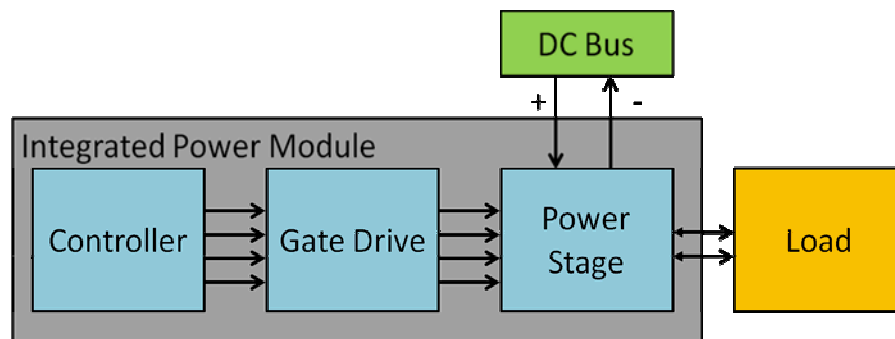 DC Bus
+ -
Integrated Power Module
Controller
Gate Drive
Power
Stage
Load